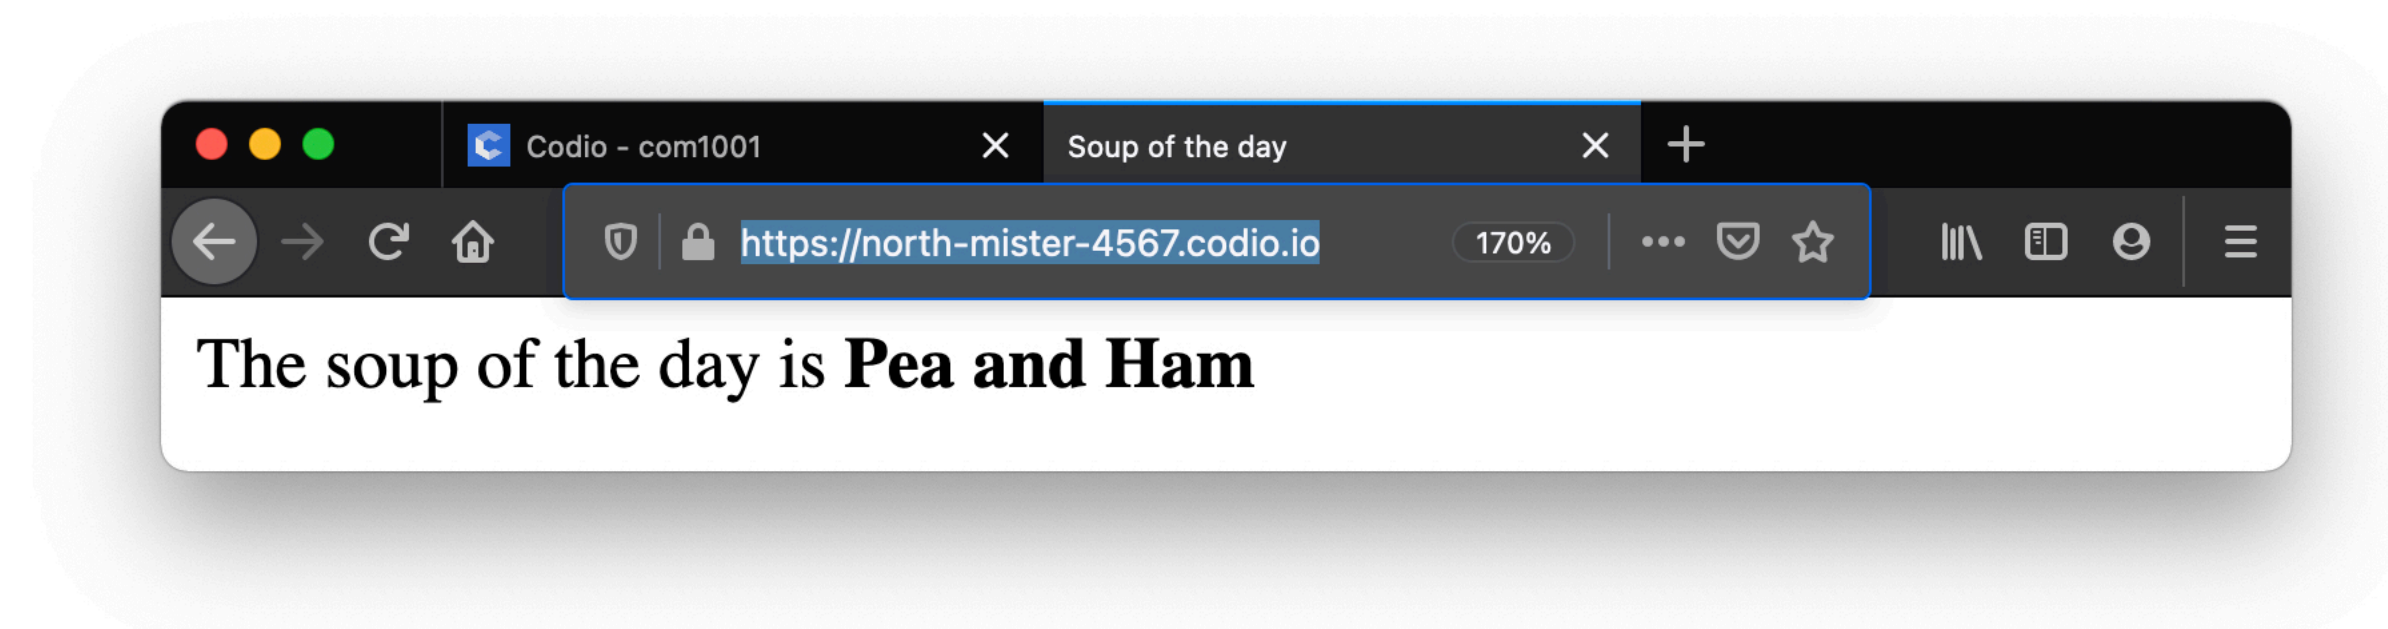 Codio - com1001
Soup of the day
https://north-mister-4567.codio.io
170%
The soup of the day is Pea and Ham